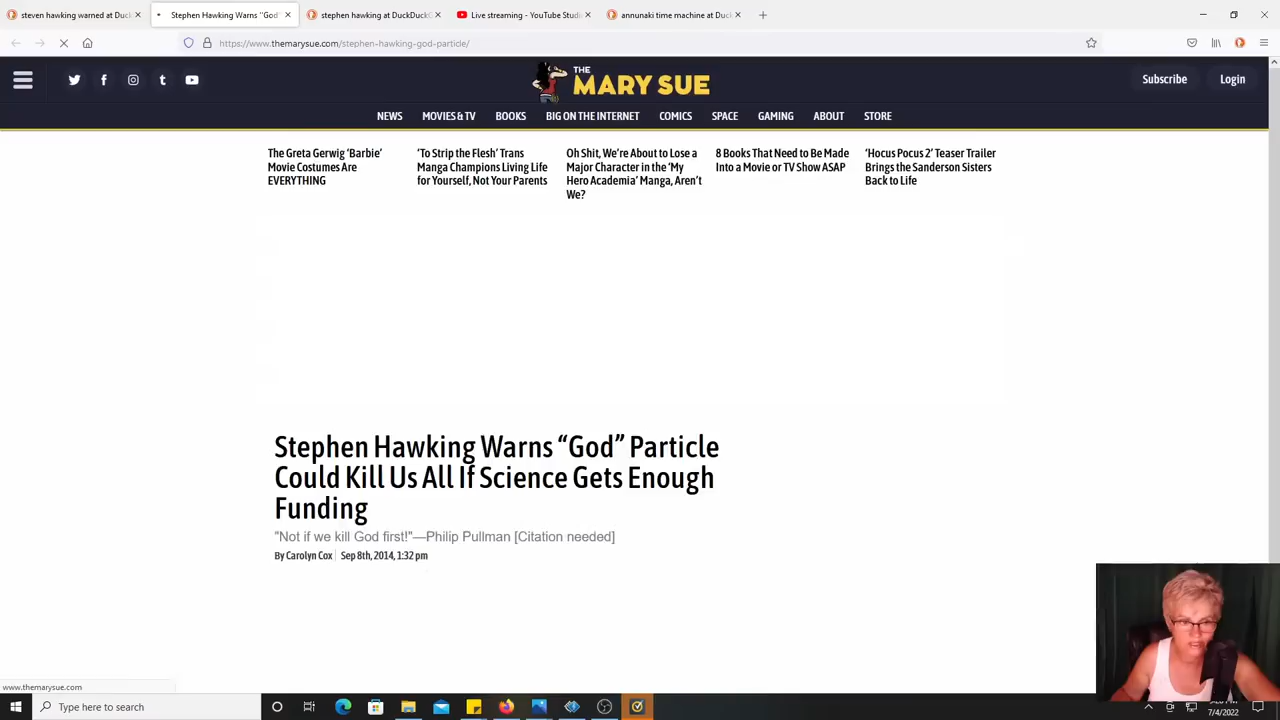 steven hawking warned at Duck
Stephen Hawking Warns "God"
stephen hawking at DuckDuckG
Live streaming - YouTube Studi
annunaki time machine at Duc
https://www.themarysue.com/stephen-hawking-god-particle/
THE
MARY SUE
Subscribe
Login
NEWS
MOVIES & TV
BOOKS
BIG ON THE INTERNET
COMICS
SPACE
GAMING
ABOUT
STORE
The Greta Gerwig 'Barbie'
Movie Costumes Are
EVERYTHING
'To Strip the Flesh' Trans
Manga Champions Living Life
for Yourself, Not Your Parents
Oh Shit, We're About to Lose a
Major Character in the 'My
Hero Academia' Manga, Aren't
We?
8 Books That Need to Be Made
Into a Movie or TV Show ASAP
'Hocus Pocus 2' Teaser Trailer
Brings the Sanderson Sisters
Back to Life
Stephen Hawking Warns "God" Particle
Could Kill Us All If Science Gets Enough
Funding
"Not if we kill God first!"—Philip Pullman [Citation needed]
By Carolyn Cox | Sep 8th, 2014, 1:32 pm
www.themarysue.com
Type here to search
7/4/2022